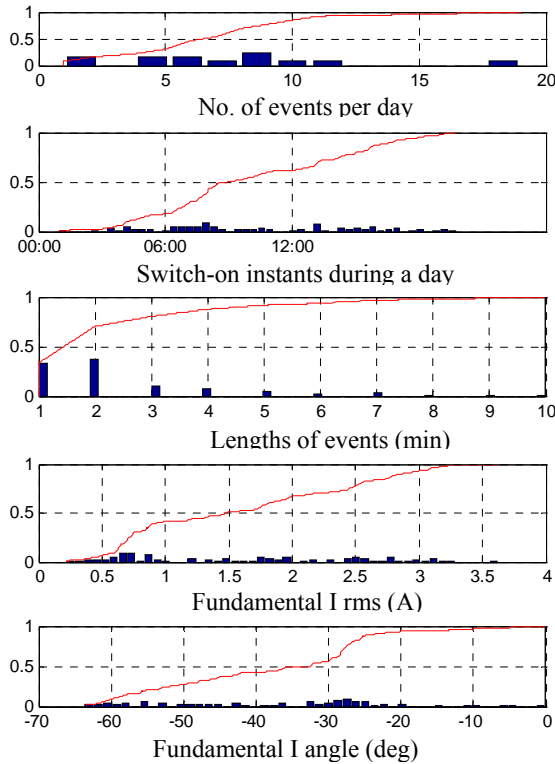 1
0.5
0
0 5 10 15 20
No. of events per day
1
0.5
0
00:00 06:00 12:00
Switch-on instants during a day
1
0.5
0
1 2 3 4 5 6 7 8 9 10
Lengths of events (min)
1
0.5
0
0 0.5 1 1.5 2 2.5 3 3.5 4
Fundamental I rms (A)
1
0.5
0
-70 -60 -50 -40 -30 -20 -10 0
Fundamental I angle (deg)